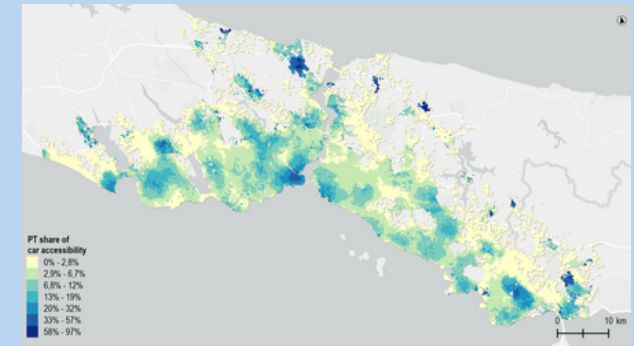 PT share of
car accessibility
0% - 2,8%
2,9% - 6,7%
6,8% - 12%
13% - 19%
20% - 32%
33% - 57%
58% - 97%
0 10 km